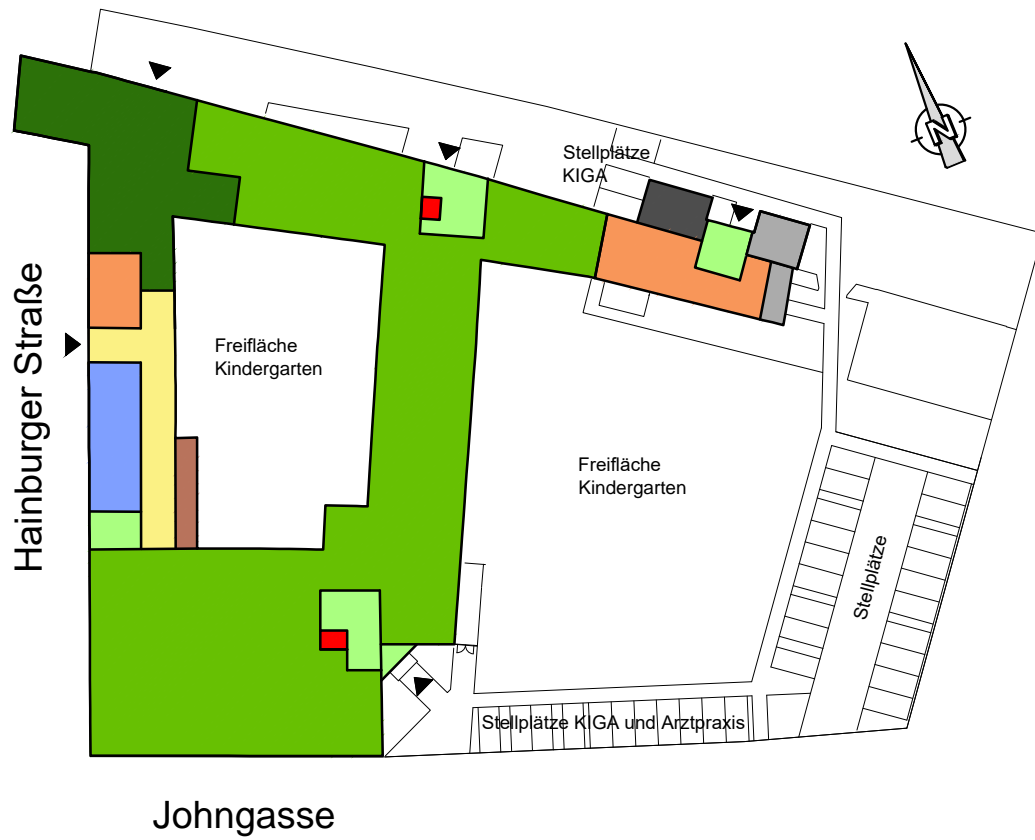 N
Stellplätze
KIGA
Hainburger Straße
Freifläche
Kindergarten
Freifläche
Kindergarten
Stellplätze
Stellplätze KIGA und Arztpraxis
Johngasse